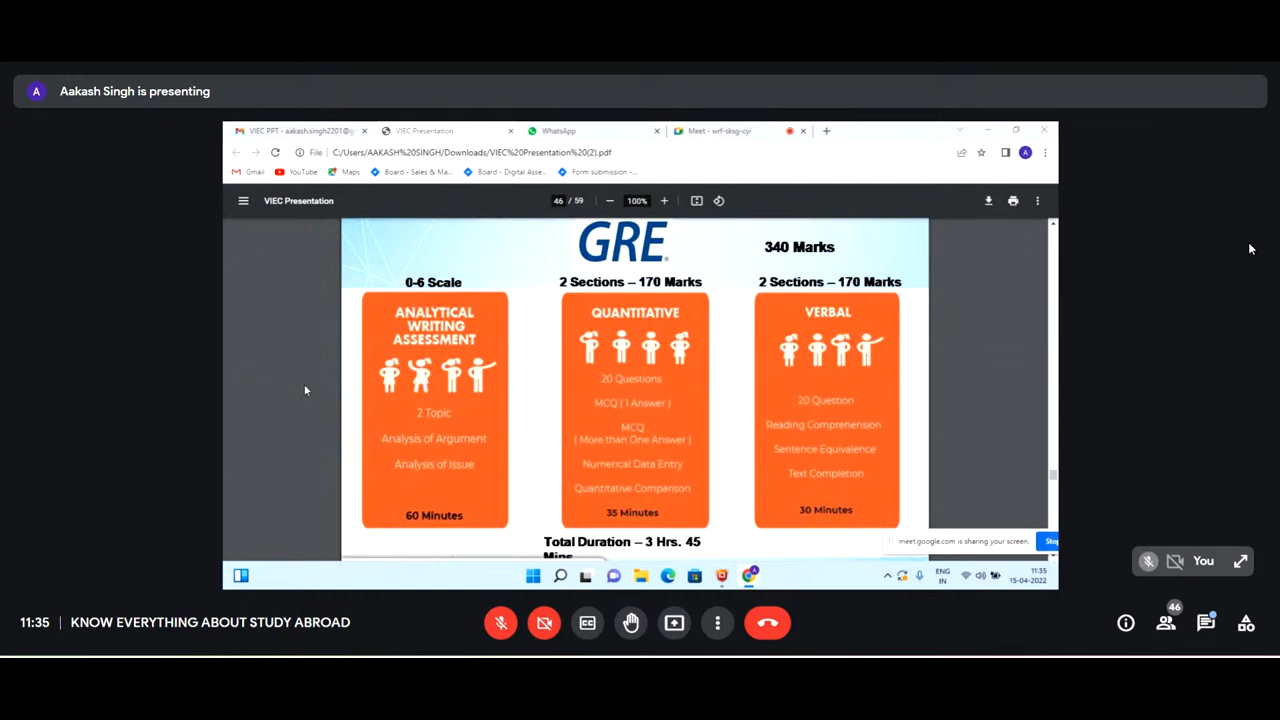 A
Aakash Singh is presenting
VIEC PPT - aakash.singh2201@g
VIEC Presentation
WhatsApp
Meet - wrf-sksg-cyi
File
C:/Users/AAKASH%20SINGH/Downloads/VIEC%20Presentation%20(2).pdf
A
Gmail
YouTube
Maps
Board - Sales & Ma...
Board - Digital Asse...
Form submission -...
VIEC Presentation
46 / 59
100%
GRE
340 Marks
0-6 Scale
2 Sections – 170 Marks
2 Sections – 170 Marks
ANALYTICAL
WRITING
ASSESSMENT
2 Topic
Analysis of Argument
Analysis of Issue
60 Minutes
QUANTITATIVE
20 Questions
MCQ ( 1 Answer )
MCQ
( More than One Answer )
Numerical Data Entry
Quantitative Comparison
35 Minutes
VERBAL
20 Question
Reading Comprehension
Sentence Equivalence
Text Completion
30 Minutes
Total Duration – 3 Hrs. 45
Mins
meet.google.com is sharing your screen.
Stop
ENG
IN
11:35
15-04-2022
You
11:35
KNOW EVERYTHING ABOUT STUDY ABROAD
46